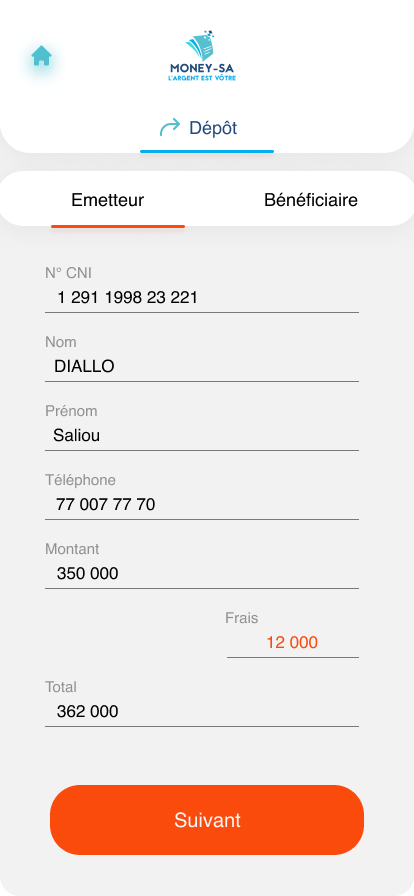 MONEY-SA
L'ARGENT EST VÔTRE
Dépôt
Emetteur Bénéficiaire
N° CNI
1 291 1998 23 221
Nom
DIALLO
Prénom
Saliou
Téléphone
77 007 77 70
Montant
350 000
Frais
12 000
Total
362 000
Suivant